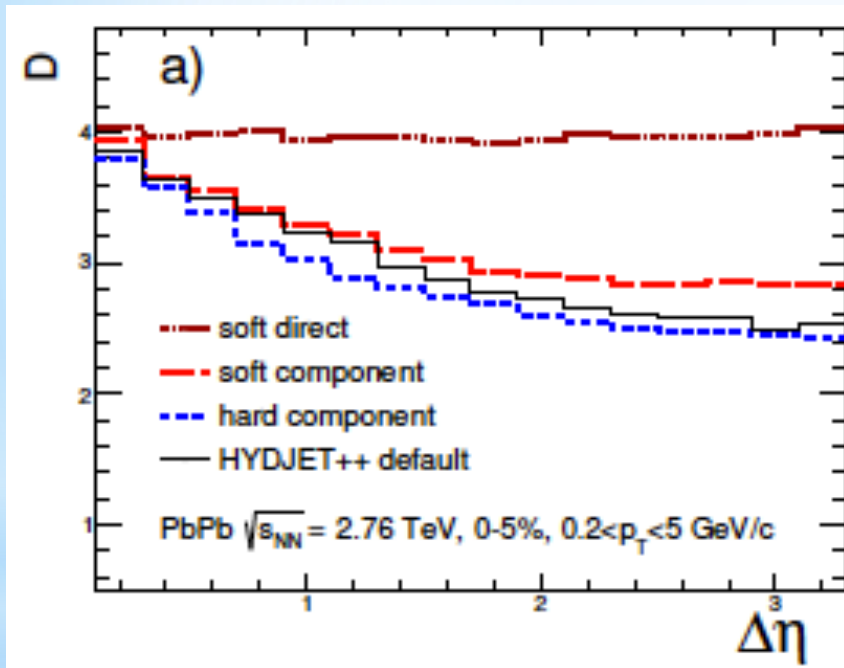 a)
D
4
3
2
1
soft direct
soft component
hard component
HYDJET++ default
PbPb √sNN = 2.76 TeV, 0-5%, 0.2<pT<5 GeV/c
1 2 3
Δη